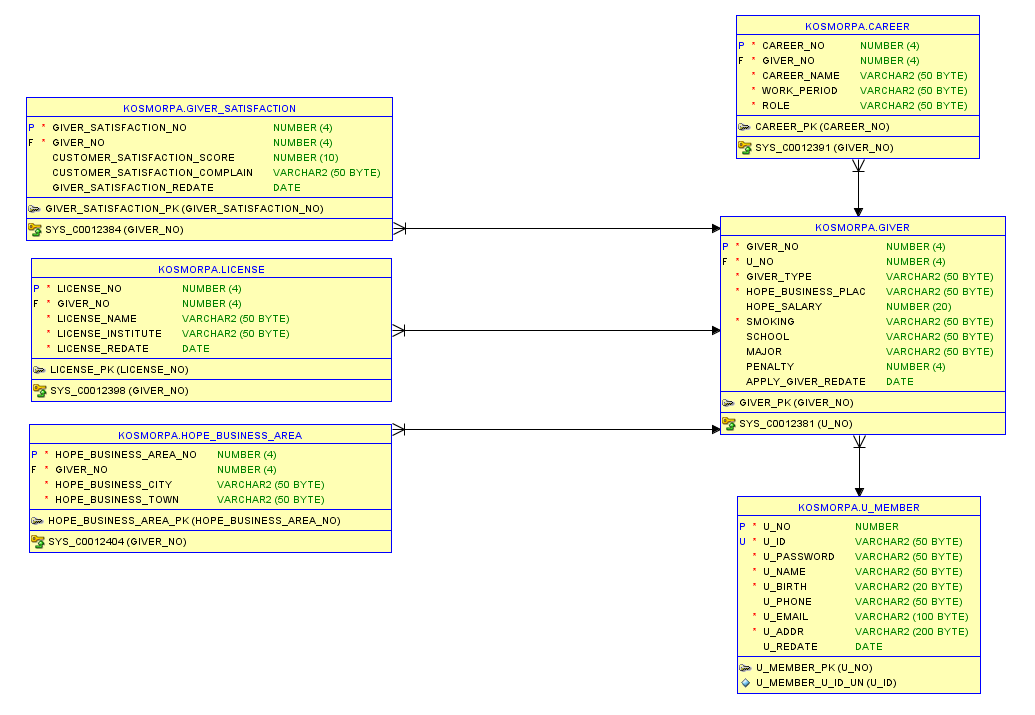 KOSMORPA.CAREER
P * CAREER_NO NUMBER (4)
F * GIVER_NO NUMBER (4)
* CAREER_NAME VARCHAR2 (50 BYTE)
* WORK_PERIOD VARCHAR2 (50 BYTE)
* ROLE VARCHAR2 (50 BYTE)
CAREER_PK (CAREER_NO)
SYS_C0012391 (GIVER_NO)
KOSMORPA.GIVER_SATISFACTION
P * GIVER_SATISFACTION_NO NUMBER (4)
F * GIVER_NO NUMBER (4)
CUSTOMER_SATISFACTION_SCORE NUMBER (10)
CUSTOMER_SATISFACTION_COMPLAIN VARCHAR2 (50 BYTE)
GIVER_SATISFACTION_REDATE DATE
GIVER_SATISFACTION_PK (GIVER_SATISFACTION_NO)
SYS_C0012384 (GIVER_NO)
KOSMORPA.GIVER
P * GIVER_NO NUMBER (4)
F * U_NO NUMBER (4)
* GIVER_TYPE VARCHAR2 (50 BYTE)
* HOPE_BUSINESS_PLAC VARCHAR2 (50 BYTE)
HOPE_SALARY NUMBER (20)
* SMOKING VARCHAR2 (50 BYTE)
SCHOOL VARCHAR2 (50 BYTE)
MAJOR VARCHAR2 (50 BYTE)
PENALTY NUMBER (4)
APPLY_GIVER_REDATE DATE
GIVER_PK (GIVER_NO)
SYS_C0012381 (U_NO)
KOSMORPA.LICENSE
P * LICENSE_NO NUMBER (4)
F * GIVER_NO NUMBER (4)
* LICENSE_NAME VARCHAR2 (50 BYTE)
* LICENSE_INSTITUTE VARCHAR2 (50 BYTE)
* LICENSE_REDATE DATE
LICENSE_PK (LICENSE_NO)
SYS_C0012398 (GIVER_NO)
KOSMORPA.HOPE_BUSINESS_AREA
P * HOPE_BUSINESS_AREA_NO NUMBER (4)
F * GIVER_NO NUMBER (4)
* HOPE_BUSINESS_CITY VARCHAR2 (50 BYTE)
* HOPE_BUSINESS_TOWN VARCHAR2 (50 BYTE)
HOPE_BUSINESS_AREA_PK (HOPE_BUSINESS_AREA_NO)
SYS_C0012404 (GIVER_NO)
KOSMORPA.U_MEMBER
P * U_NO NUMBER
U * U_ID VARCHAR2 (50 BYTE)
* U_PASSWORD VARCHAR2 (50 BYTE)
* U_NAME VARCHAR2 (50 BYTE)
* U_BIRTH VARCHAR2 (20 BYTE)
U_PHONE VARCHAR2 (50 BYTE)
* U_EMAIL VARCHAR2 (100 BYTE)
* U_ADDR VARCHAR2 (200 BYTE)
U_REDATE DATE
U_MEMBER_PK (U_NO)
U_MEMBER_U_ID_UN (U_ID)